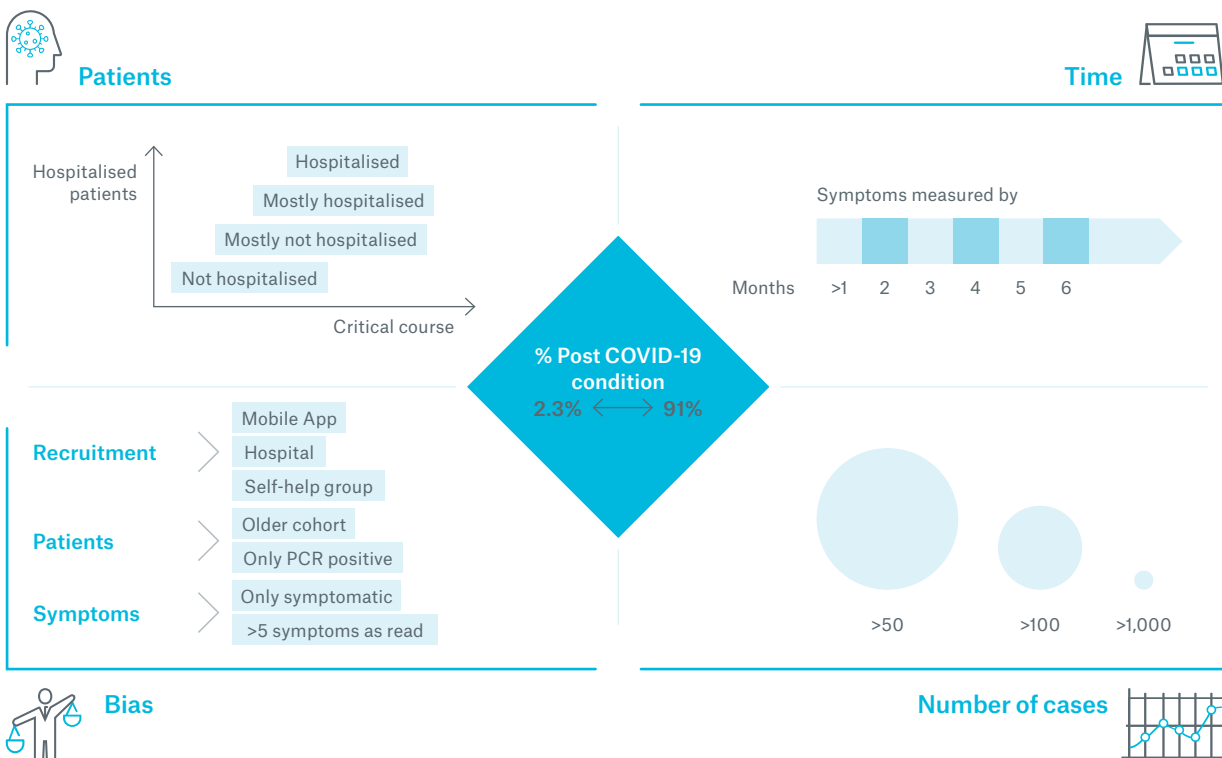 Patients
Time
Hospitalised
patients
Hospitalised
Mostly hospitalised
Mostly not hospitalised
Not hospitalised
Critical course
Symptoms measured by
Months >1 2 3 4 5 6
% Post COVID-19
condition
2.3% 91%
Recruitment
Mobile App
Hospital
Self-help group
Patients
Older cohort
Only PCR positive
Symptoms
Only symptomatic
>5 symptoms as read
>50 >100 >1,000
Bias
Number of cases